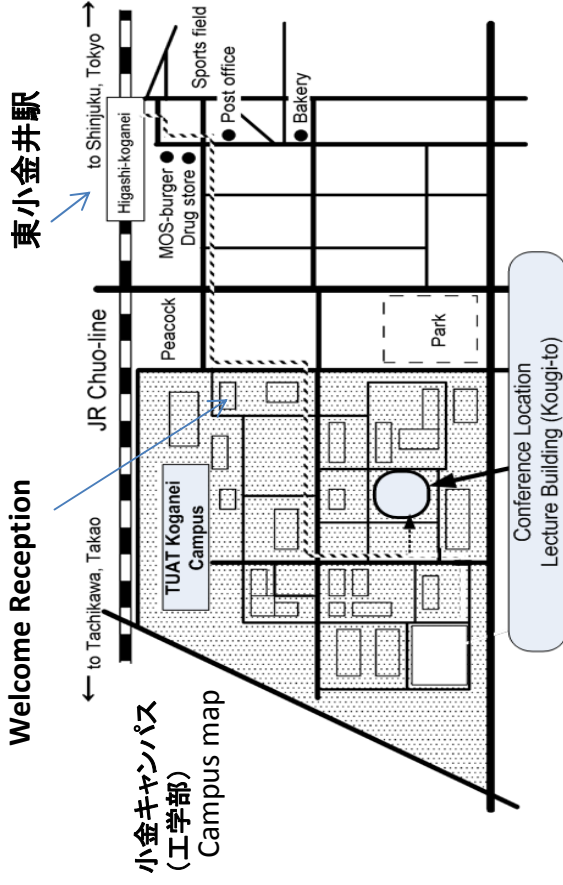 Welcome Reception
東小金井駅
← to Tachikawa, Takao
JR Chuo-line
to Shinjuku, Tokyo →
Higashi-koganei
小金キャンパス
(工学部)
Campus map
TUAT Koganei
Campus
Peacock
MOS-burger
Drug store
Sports field
Post office
Bakery
Park
Conference Location
Lecture Building (Kougi-to)